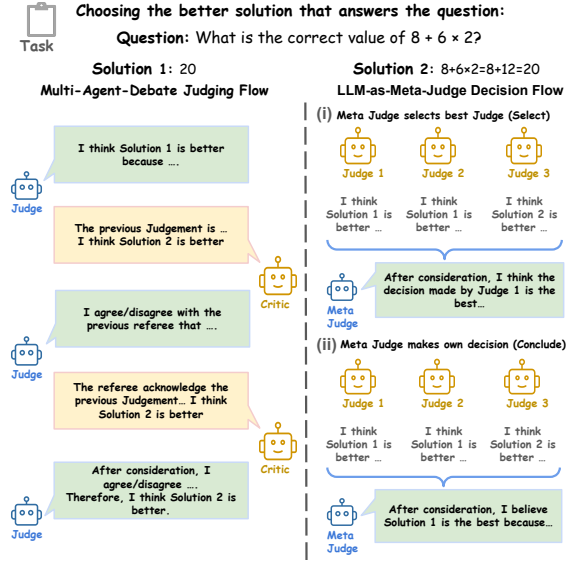 Choosing the better solution that answers the question:
Task
Question: What is the correct value of 8 + 6 × 2?
Solution 1: 20
Multi-Agent-Debate Judging Flow
I think Solution 1 is better
because ....
Judge
The previous Judgement is ...
I think Solution 2 is better
Critic
I agree/disagree with the
previous referee that ....
Judge
The referee acknowledge the
previous Judgement... I think
Solution 2 is better
Critic
After consideration, I
agree/disagree ....
Therefore, I think Solution 2 is
better.
Judge
Solution 2: 8+6×2=8+12=20
LLM-as-Meta-Judge Decision Flow
(i) Meta Judge selects best Judge (Select)
Judge 1 Judge 2 Judge 3
I think
Solution 1 is
better ...
I think
Solution 1 is
better ...
I think
Solution 2 is
better ...
After consideration, I think the
decision made by Judge 1 is the
best...
Meta
Judge
(ii) Meta Judge makes own decision (Conclude)
Judge 1 Judge 2 Judge 3
I think
Solution 1 is
better ...
I think
Solution 1 is
better ...
I think
Solution 2 is
better ...
After consideration, I believe
Solution 1 is the best because...
Meta
Judge